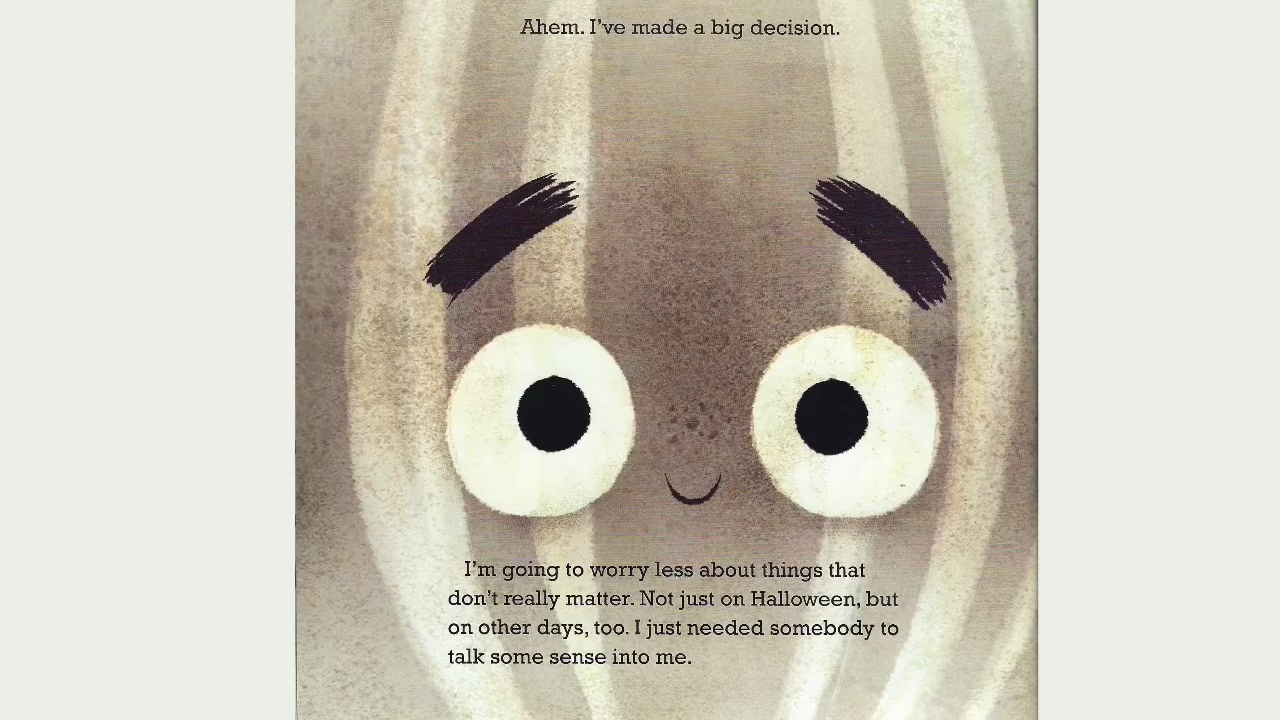 Ahem. I've made a big decision.
I'm going to worry less about things that
don't really matter. Not just on Halloween, but
on other days, too. I just needed somebody to
talk some sense into me.